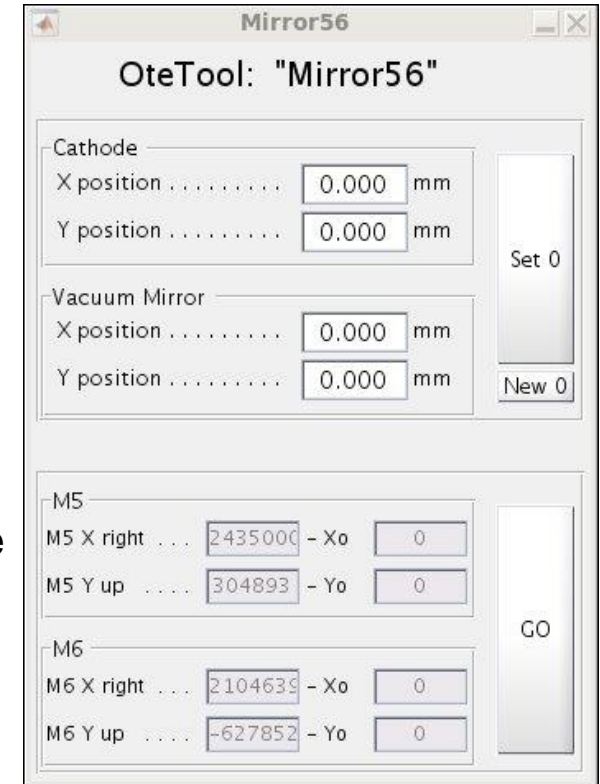 Mirror56
OteTool: "Mirror56"
Cathode
X position . . . . . . . . . 0.000 mm
Y position . . . . . . . . . 0.000 mm
Set 0
Vacuum Mirror
X position . . . . . . . . . 0.000 mm
Y position . . . . . . . . . 0.000 mm
New 0
M5
M5 X right . . . 2435000 - Xo 0
M5 Y up . . . . 304893 - Yo 0
GO
M6
M6 X right . . . 2104639 - Xo 0
M6 Y up . . . . -627852 - Yo 0
e